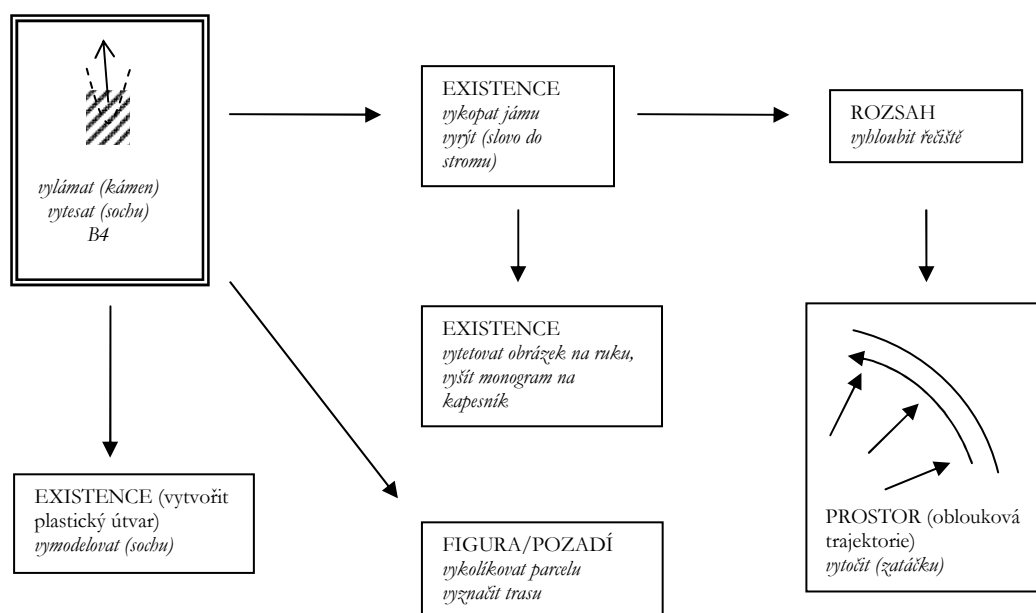 vylámat (kámen)
vytesat (sochu)
B4
EXISTENCE
vykopat jámu
vyrýt (slovo do
stromu)
ROZSAH
vyhloubit řečiště
EXISTENCE
vytetovat obrázek na ruku,
vyšít monogram na
kapesník
EXISTENCE (vytvořit
plastický útvar)
vymodelovat (sochu)
FIGURA/POZADÍ
vykolíkovat parcelu
vyznačit trasu
PROSTOR (oblouková
trajektorie)
vytočit (zatáčku)